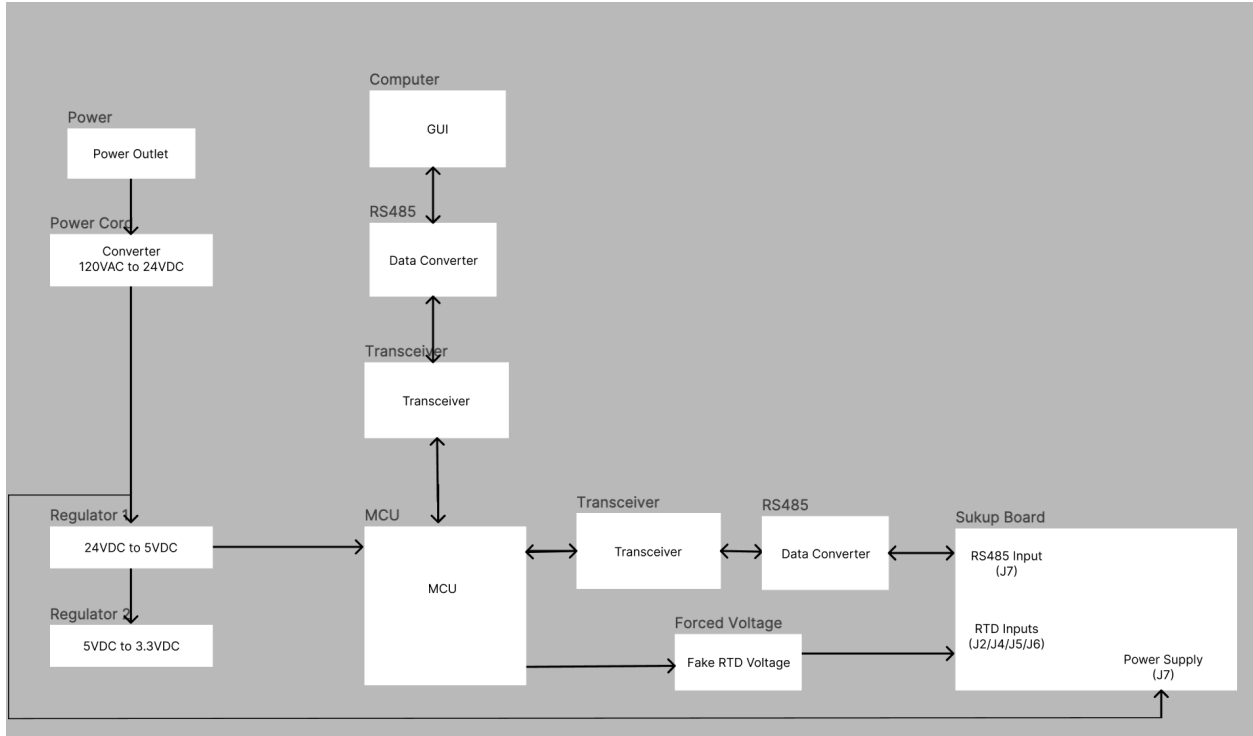 Computer
GUI
Power
Power Outlet
RS485
Power Cord
Data Converter
Converter
120VAC to 24VDC
Transceiver
Transceiver
Regulator 1
24VDC to 5VDC
MCU
MCU
Transceiver
Transceiver
RS485
Data Converter
Sukup Board
RS485 Input
(J7)
Regulator 2
5VDC to 3.3VDC
Forced Voltage
Fake RTD Voltage
RTD Inputs
(J2/J4/J5/J6)
Power Supply
(J7)